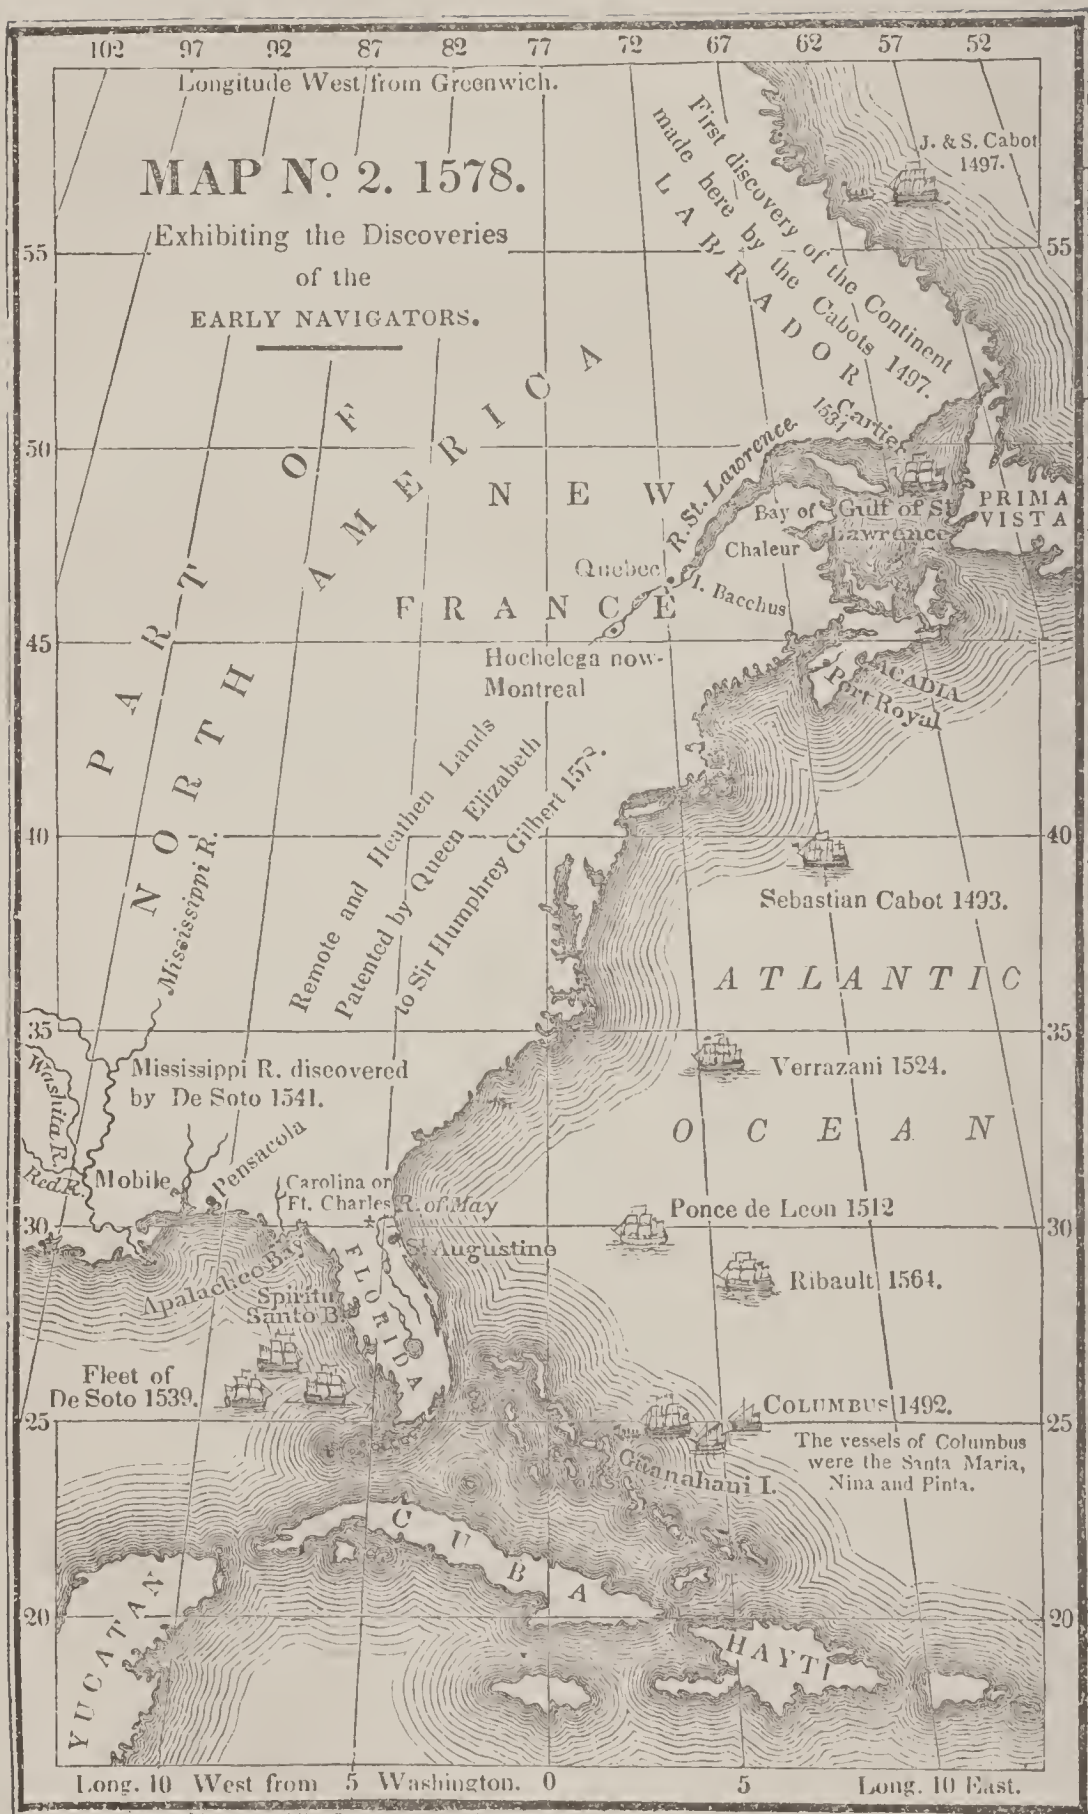 102 97 92 87 82 77 72 67 62 57 52
Longitude West from Greenwich.
MAP No. 2. 1578.
Exhibiting the Discoveries
of the
EARLY NAVIGATORS.
J. & S. Cabot
1497.
First discovery of the Continent
made here by the Cabots 1497.
LABRADOR
55 55
PART OF
NORTH AMERICA
Cartier
1534
50
R. St. Lawrence
NEW
FRANCE
Bay of
Chaleur
Gulf of St
Lawrence
PRIMA
VISTA
Quebec
I. Bacchus
45
Hochelega now
Montreal
ACADIA
Port Royal
Remote and Heathen Lands
Patented by Queen Elizabeth
to Sir Humphrey Gilbert
40 40
Mississippi R.
Sebastian Cabot 1493.
ATLANTIC
OCEAN
35 35
Washita R.
Red R.
Mississippi R. discovered
by De Soto 1541.
Verrazani 1524.
Mobile
Pensacola
Carolina or
Ft. Charles
R. of May
Ponce de Leon 1512
30 30
St Augustine
FLORIDA
Apalachee Bay
Spiritu
Santo B.
Ribault 1564.
Fleet of
De Soto 1539.
COLUMBUS 1492.
25 25
The vessels of Columbus
were the Santa Maria,
Nina and Pinta.
Guanahani I.
CUBA
20 20
YUCATAN
HAYTI
Long. 10 West from 5 Washington. 0 5 Long. 10 East.